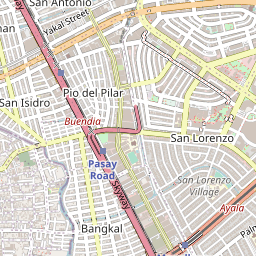 San Antonio
Yakal Street
Pio del Pilar
San Isidro
Buendia
San Lorenzo
Pasay
Road
Skyway
San Lorenzo
Village
Ayala
Bangkal